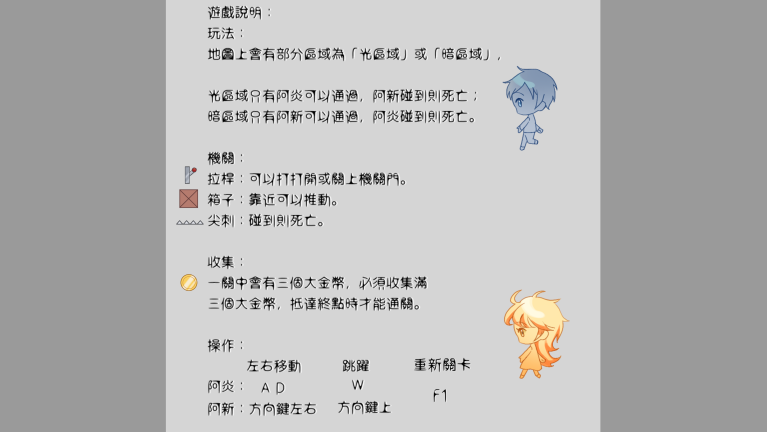 遊戲說明：
玩法：
地圖上會有部分區域為「光區域」或「暗區域」，
光區域只有阿炎可以通過，阿新碰到則死亡；
暗區域只有阿新可以通過，阿炎碰到則死亡。
機關：
拉桿：可以打打開或關上機關門。
箱子：靠近可以推動。
尖刺：碰到則死亡。
收集：
一關中會有三個大金幣，必須收集滿
三個大金幣，抵達終點時才能通關。
操作：
左右移動 跳躍 重新關卡
阿炎： A D W
F1
阿新：方向鍵左右 方向鍵上